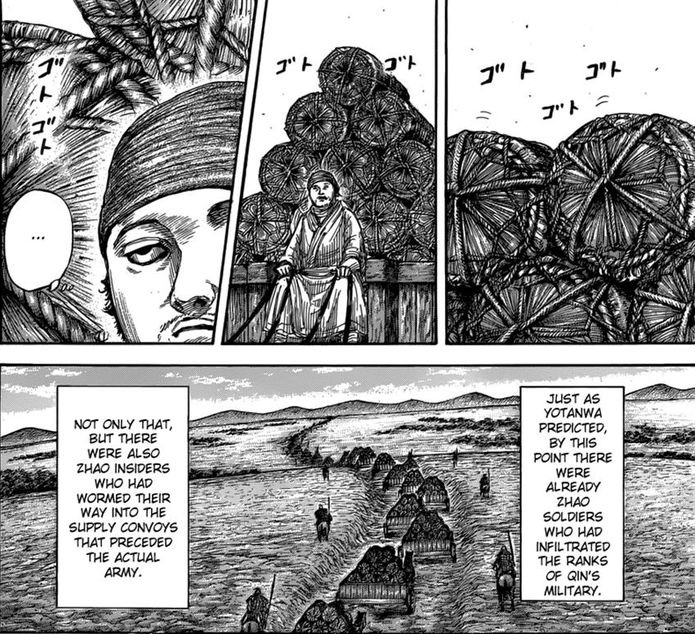 ゴト
ゴト
ゴト
ゴト
ゴト
ゴト
ゴト
...
JUST AS
YOTANWA
PREDICTED,
BY THIS
POINT THERE
WERE
ALREADY
ZHAO
SOLDIERS
WHO HAD
INFILTRATED
THE RANKS
OF QIN'S
MILITARY.
NOT ONLY THAT,
BUT THERE
WERE ALSO
ZHAO INSIDERS
WHO HAD
WORMED THEIR
WAY INTO THE
SUPPLY CONVOYS
THAT PRECEDED
THE ACTUAL
ARMY.